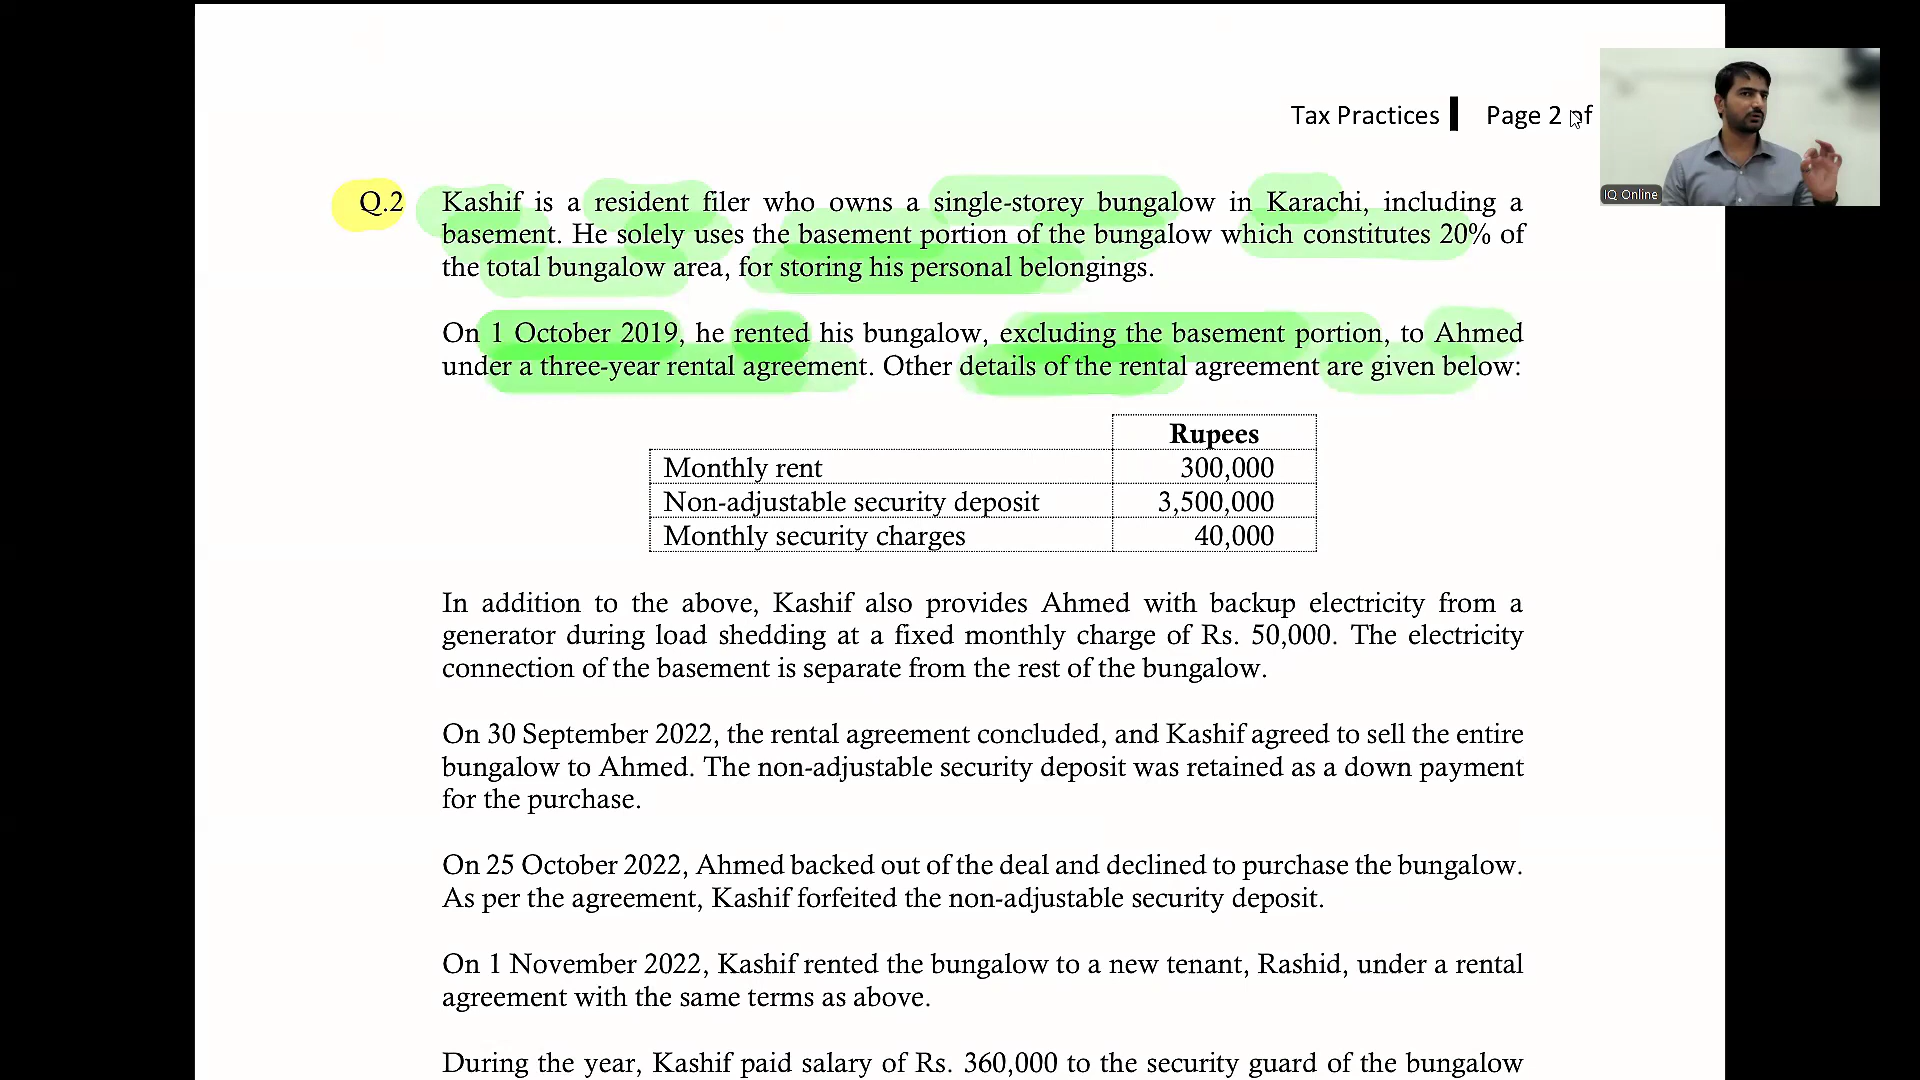 Tax Practices Page 2 of
IQ Online
Q.2 Kashif is a resident filer who owns a single-storey bungalow in Karachi, including a
basement. He solely uses the basement portion of the bungalow which constitutes 20% of
the total bungalow area, for storing his personal belongings.
On 1 October 2019, he rented his bungalow, excluding the basement portion, to Ahmed
under a three-year rental agreement. Other details of the rental agreement are given below:
Rupees
Monthly rent 300,000
Non-adjustable security deposit 3,500,000
Monthly security charges 40,000
In addition to the above, Kashif also provides Ahmed with backup electricity from a
generator during load shedding at a fixed monthly charge of Rs. 50,000. The electricity
connection of the basement is separate from the rest of the bungalow.
On 30 September 2022, the rental agreement concluded, and Kashif agreed to sell the entire
bungalow to Ahmed. The non-adjustable security deposit was retained as a down payment
for the purchase.
On 25 October 2022, Ahmed backed out of the deal and declined to purchase the bungalow.
As per the agreement, Kashif forfeited the non-adjustable security deposit.
On 1 November 2022, Kashif rented the bungalow to a new tenant, Rashid, under a rental
agreement with the same terms as above.
During the year, Kashif paid salary of Rs. 360,000 to the security guard of the bungalow